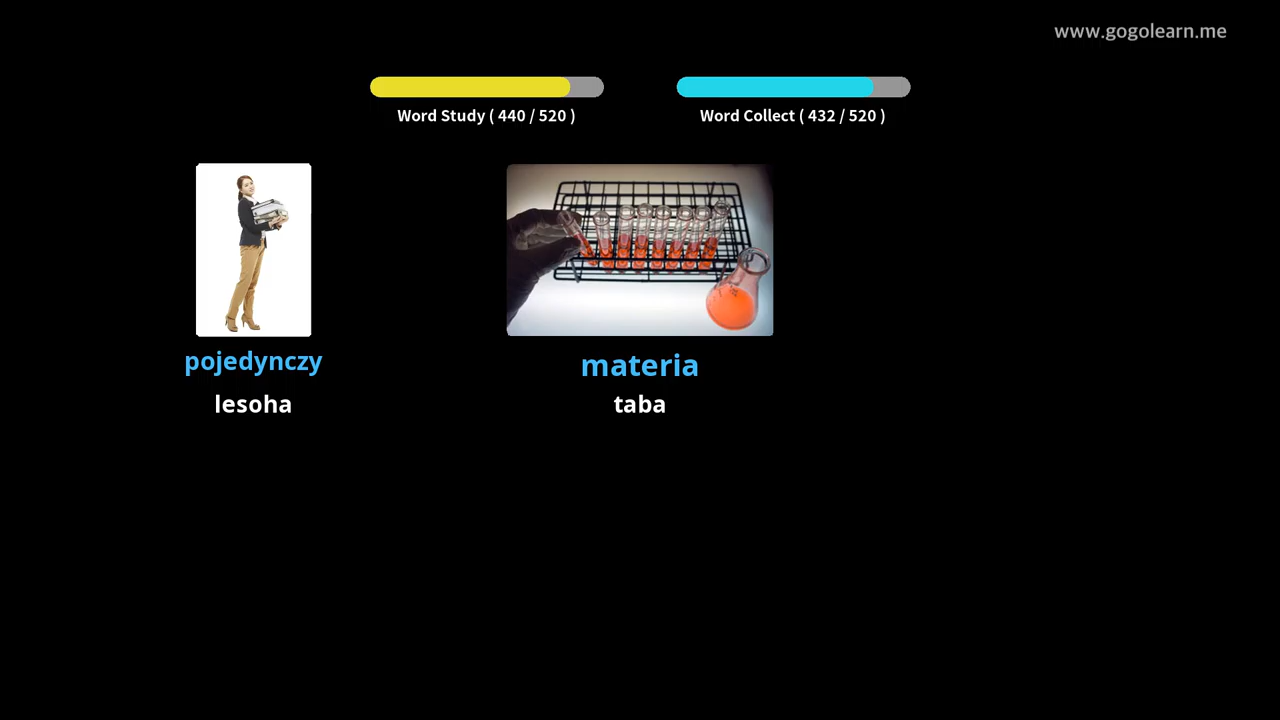 www.gogolearn.me
Word Study ( 440 / 520 )
Word Collect ( 432 / 520 )
pojedynczy
lesoha
materia
taba